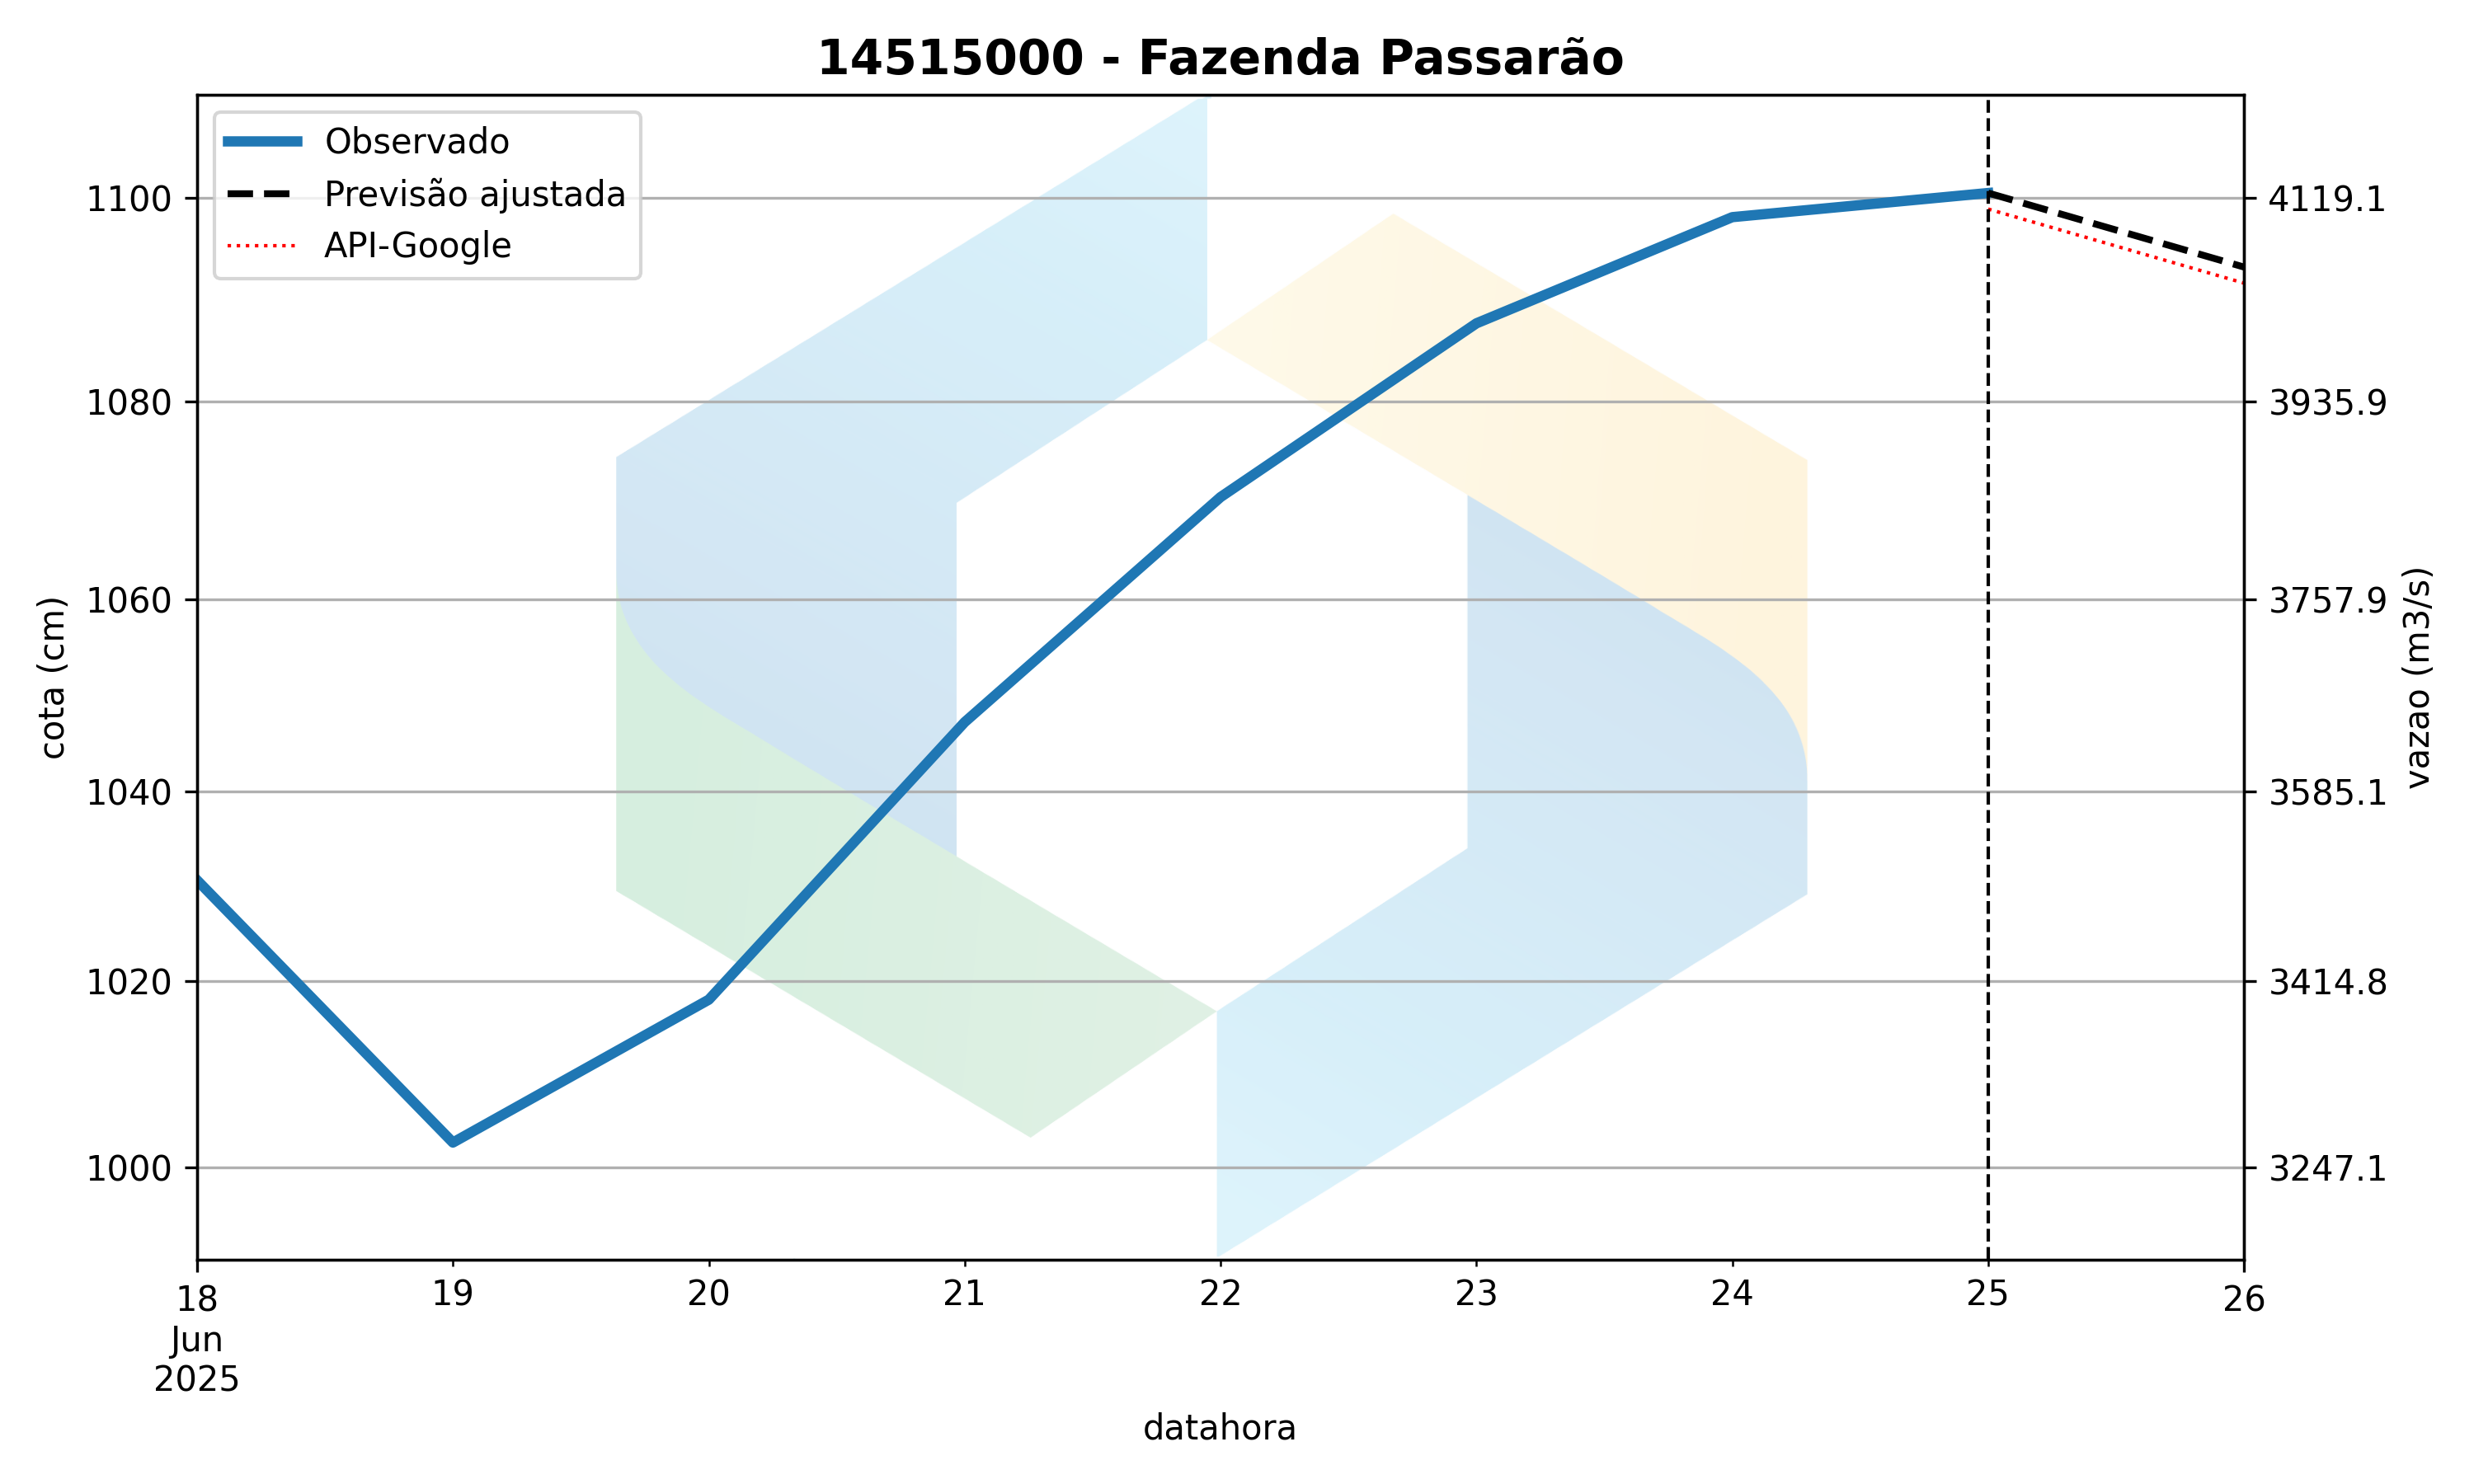 14515000 - Fazenda Passarão
Observado
Previsão ajustada
API-Google
1100
1080
1060
1040
1020
1000
cota (cm)
4119.1
3935.9
3757.9
3585.1
3414.8
3247.1
vazao (m3/s)
18 19 20 21 22 23 24 25 26
Jun
2025
datahora